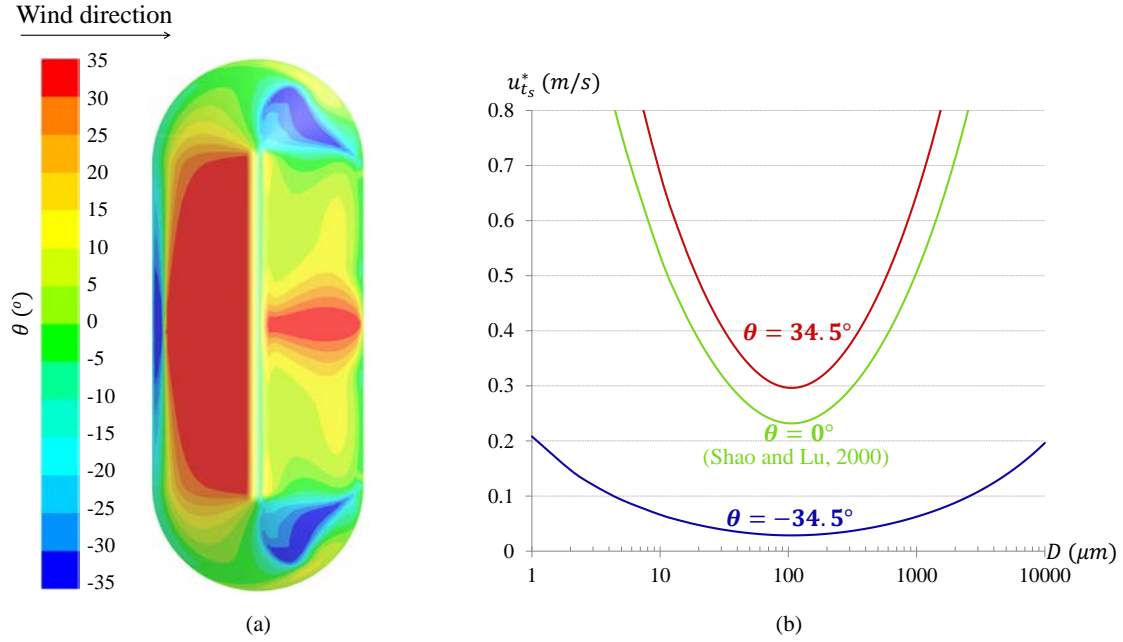 Wind direction
35
30
25
20
15
10
5
0
-5
-10
-15
-20
-25
-30
-35
θ (º)
(a)
u*ts (m/s)
0.8
0.7
0.6
0.5
0.4
0.3
0.2
0.1
0
θ = 34.5°
θ = 0°
(Shao and Lu, 2000)
θ = −34.5°
D (μm)
1
10
100
1000
10000
(b)